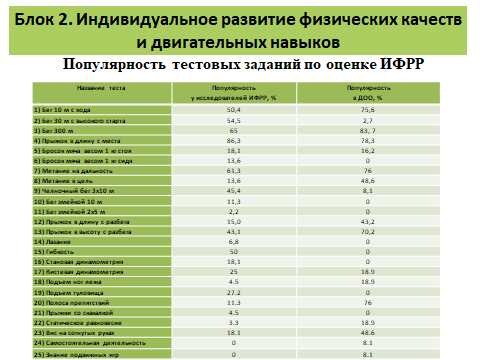 Блок 2. Индивидуальное развитие физических качеств
и двигательных навыков
Популярность тестовых заданий по оценке ИФРР
Название теста Популярность у исследователей ИФРР, % Популярность в ДОО, %
1) Бег 10 м с хода 50,4 75,6
2) Бег 30 м с высокого старта 54,5 2,7
3) Бег 300 м 65 83, 7
4) Прыжок в длину с места 86,3 78,3
5) Бросок мяча весом 1 кг стоя 18,1 16,2
6) Бросок мяча весом 1 кг сидя 13,6 0
7) Метание на дальность 61,3 76
8) Метание в цель 13,6 48,6
9) Челночный бег 3х10 м 45,4 8,1
10) Бег змейкой 10 м 11,3 0
11) Бег змейкой 2х5 м 2,2 0
12) Прыжок в длину с разбега 15,0 43,2
13) Прыжок в высоту с разбега 43,1 70,2
14) Лазание 6,8 0
15) Гибкость 50 0
16) Становая динамометрия 18,1 0
17) Кистевая динамометрия 25 18.9
18) Подъем ног лежа 4.5 18.9
19) Подъем туловища 27.2 0
20) Полоса препятствий 11.3 76
21) Прыжки со скакалкой 4.5 0
22) Статическое равновесие 3.3 18.9
23) Вис на согнутых руках 18.1 48.6
24) Самостоятельная деятельность 0 8.1
25) Знание подвижных игр 0 8.1